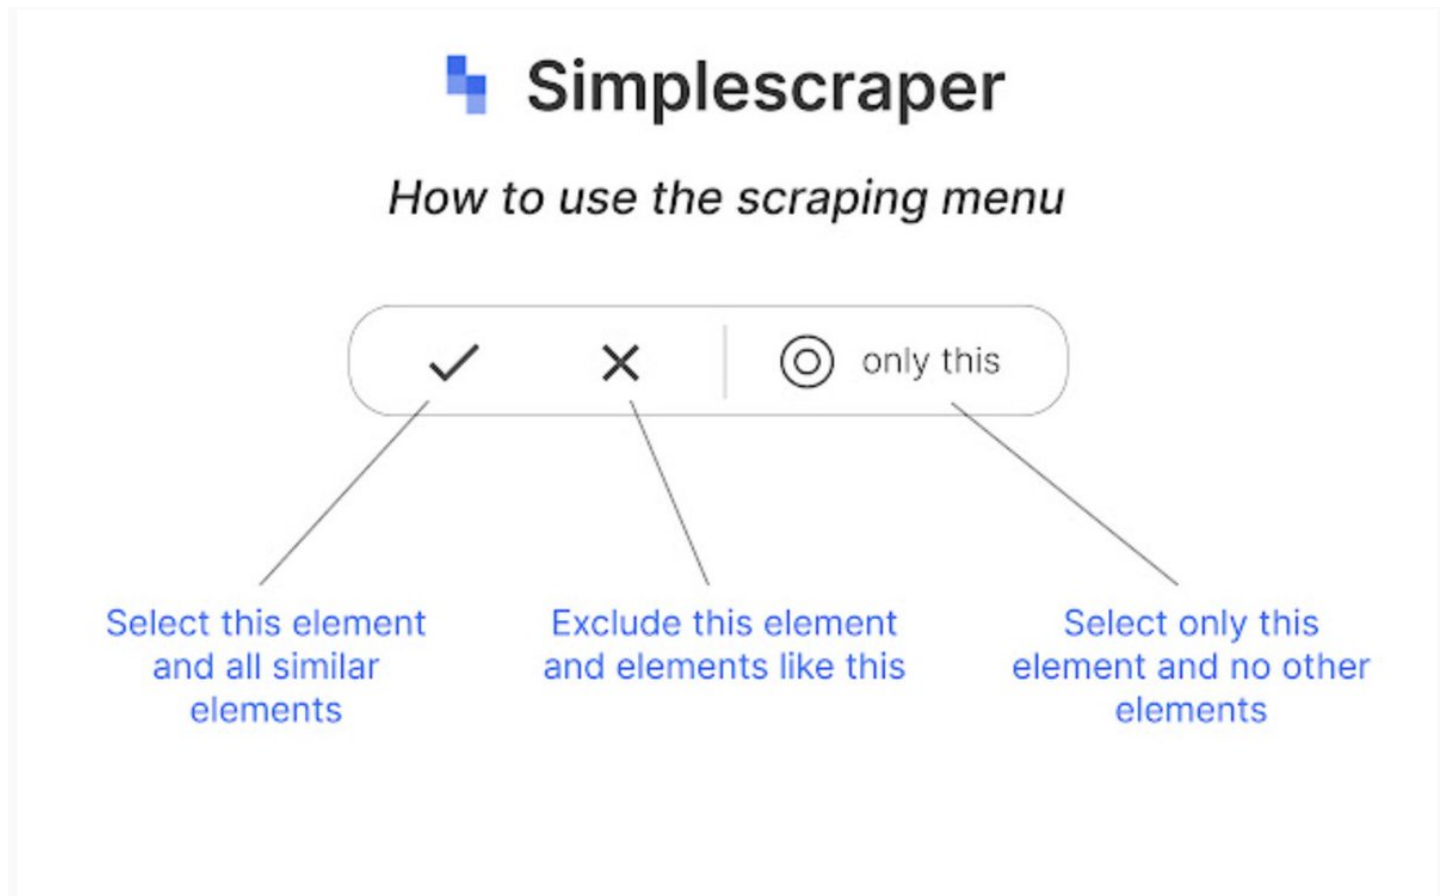 Simplescraper
How to use the scraping menu
only this
Select this element
and all similar
elements
Exclude this element
and elements like this
Select only this
element and no other
elements